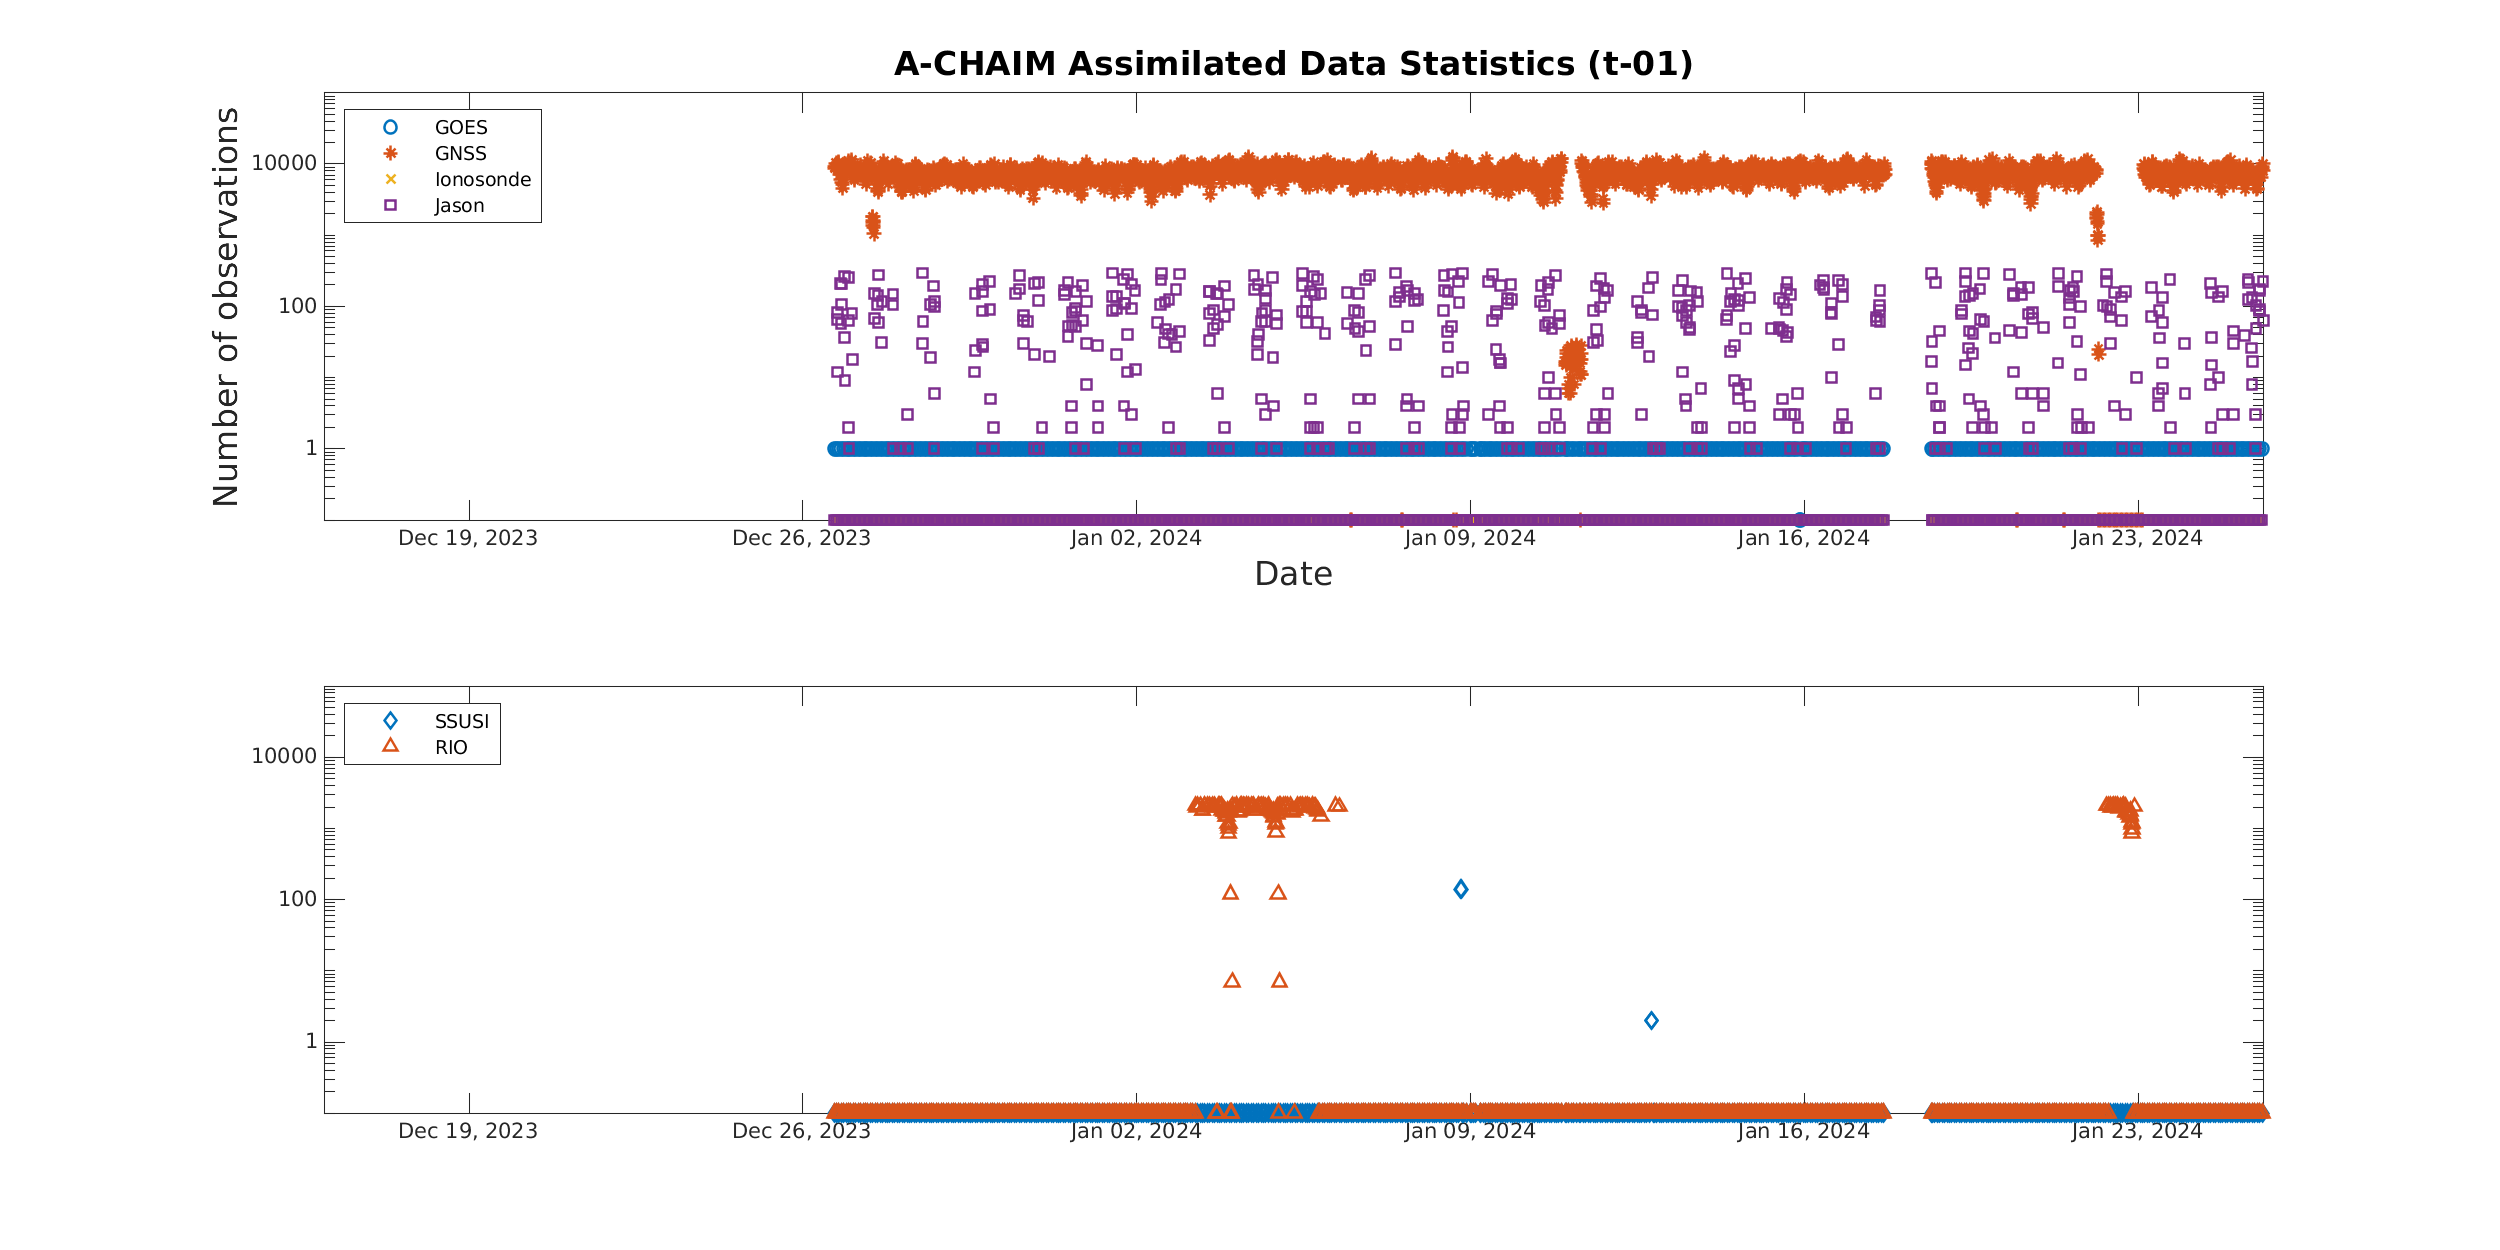 A-CHAIM Assimilated Data Statistics (t-01)
Number of observations
10000
100
1
GOES
GNSS
Ionosonde
Jason
Dec 19, 2023
Dec 26, 2023
Jan 02, 2024
Jan 09, 2024
Jan 16, 2024
Jan 23, 2024
Date
10000
100
1
SSUSI
RIO
Dec 19, 2023
Dec 26, 2023
Jan 02, 2024
Jan 09, 2024
Jan 16, 2024
Jan 23, 2024